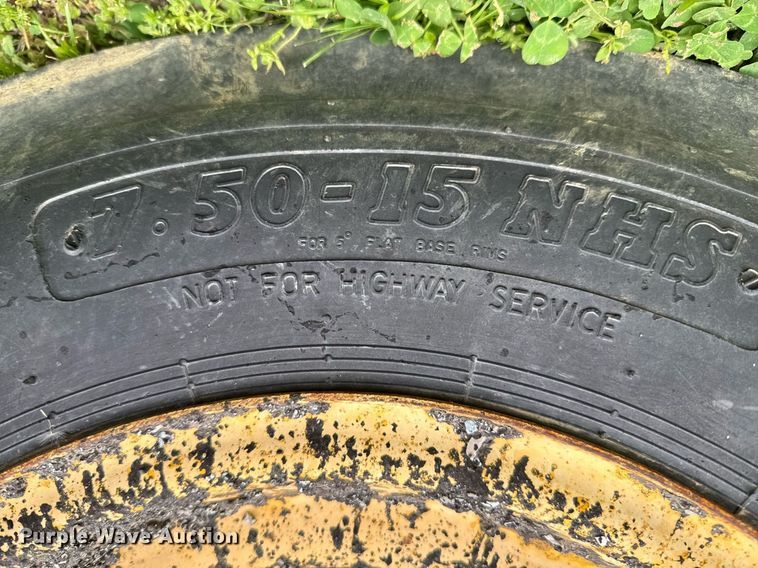 7.50-15 NHS
FOR 5° FLAT BASE RIMS
NOT FOR HIGHWAY SERVICE
Purple Wave Auction